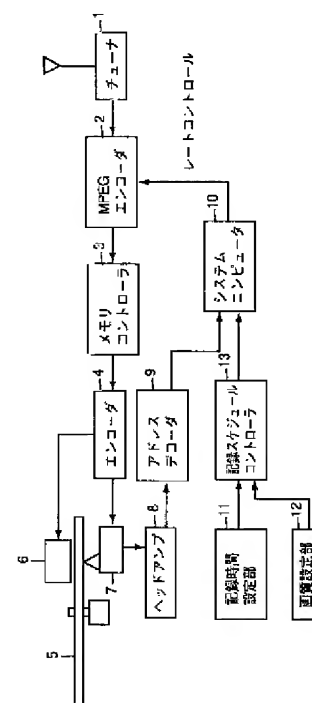 チューナ
1
MPEG
エンコーダ
2
メモリ
コントローラ
3
エンコーダ
4
5
6
7
ヘッドアンプ
8
アドレス
デコーダ
9
レートコントロール
システム
コンピュータ
10
記録スケジュール
コントローラ
13
記録時間
設定部
11
画質設定部
12